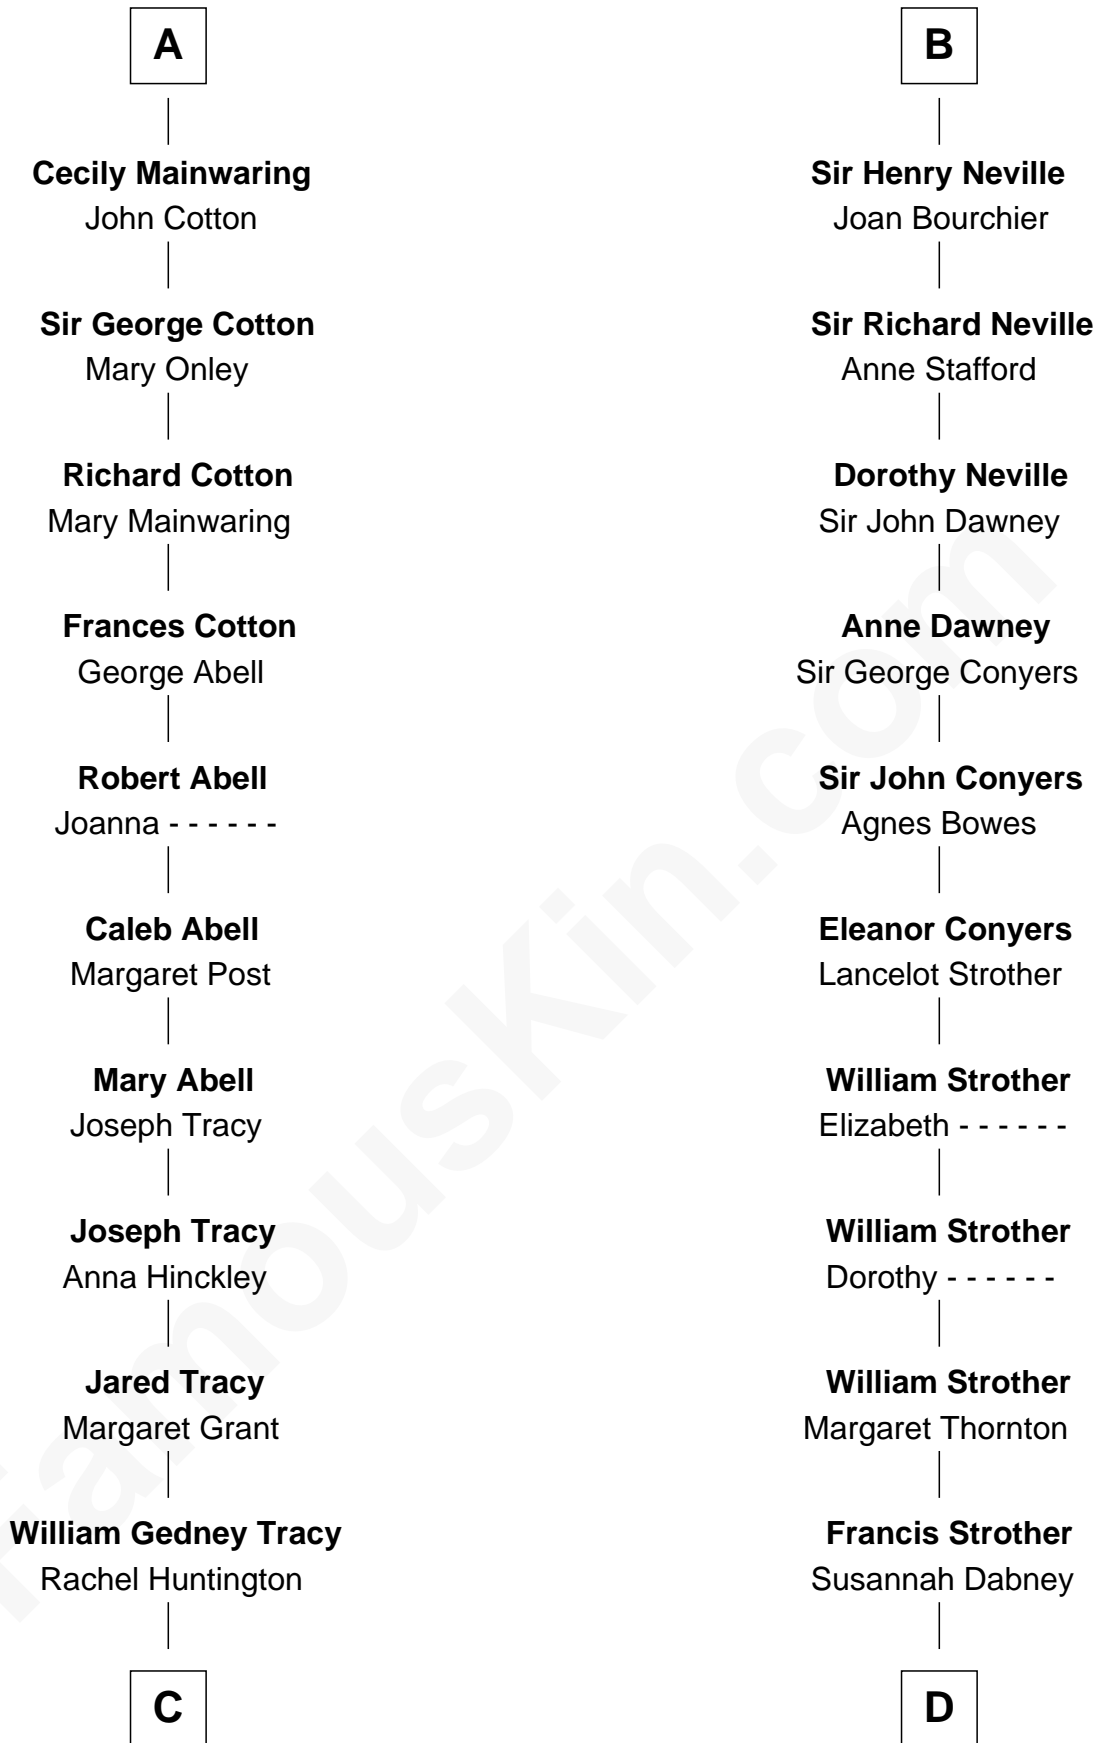 A
Cecily Mainwaring
John Cotton
Sir George Cotton
Mary Onley
Richard Cotton
Mary Mainwaring
Frances Cotton
George Abell
Robert Abell
Joanna - - - - - -
Caleb Abell
Margaret Post
Mary Abell
Joseph Tracy
Joseph Tracy
Anna Hinckley
Jared Tracy
Margaret Grant
William Gedney Tracy
Rachel Huntington
C
B
Sir Henry Neville
Joan Bourchier
Sir Richard Neville
Anne Stafford
Dorothy Neville
Sir John Dawney
Anne Dawney
Sir George Conyers
Sir John Conyers
Agnes Bowes
Eleanor Conyers
Lancelot Strother
William Strother
Elizabeth - - - - - -
William Strother
Dorothy - - - - - -
William Strother
Margaret Thornton
Francis Strother
Susannah Dabney
D
FamousKin.com